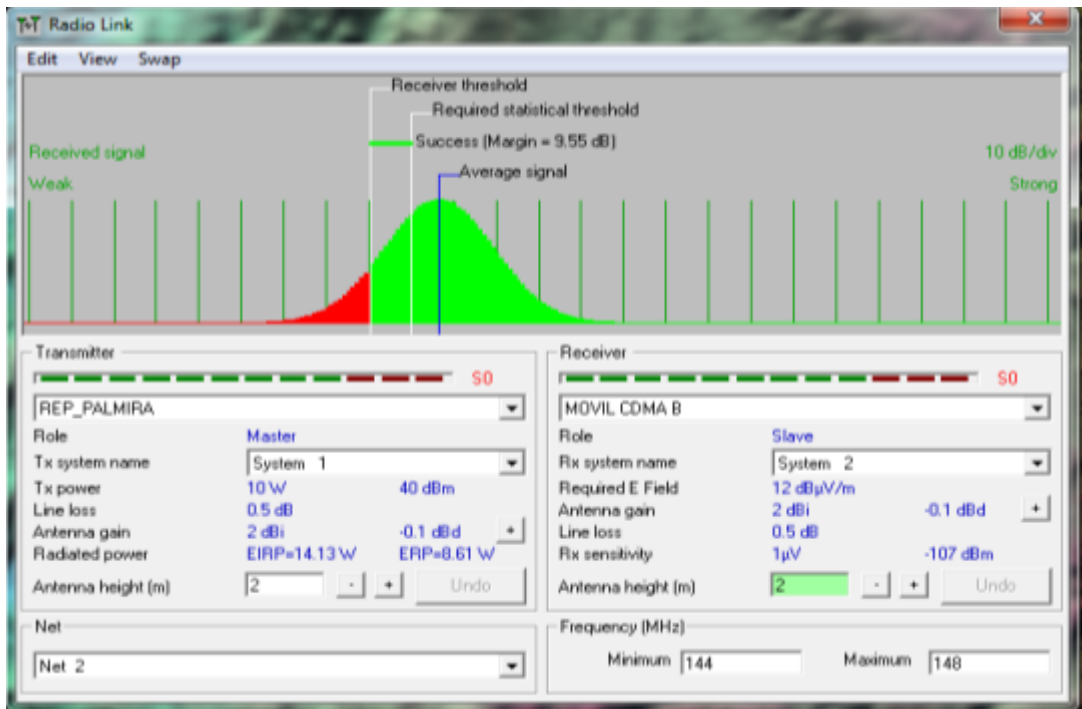 Radio Link
Edit View Swap
Receiver threshold
Required statistical threshold
Success (Margin = 9.55 dB)
Received signal 10 dB/div
Average signal
Weak Strong
Transmitter
S0
REP_PALMIRA
Role Master
Tx system name System 1
Tx power 10 W 40 dBm
Line loss 0.5 dB
Antenna gain 2 dBi -0.1 dBd +
Radiated power EIRP=14.13 W ERP=8.61 W
Antenna height (m) 2 - + Undo
Net
Net 2
Receiver
S0
MOVIL CDMA B
Role Slave
Rx system name System 2
Required E Field 12 dBµV/m
Antenna gain 2 dBi -0.1 dBd +
Line loss 0.5 dB
Rx sensitivity 1µV -107 dBm
Antenna height (m) 2 - + Undo
Frequency (MHz)
Minimum 144 Maximum 148